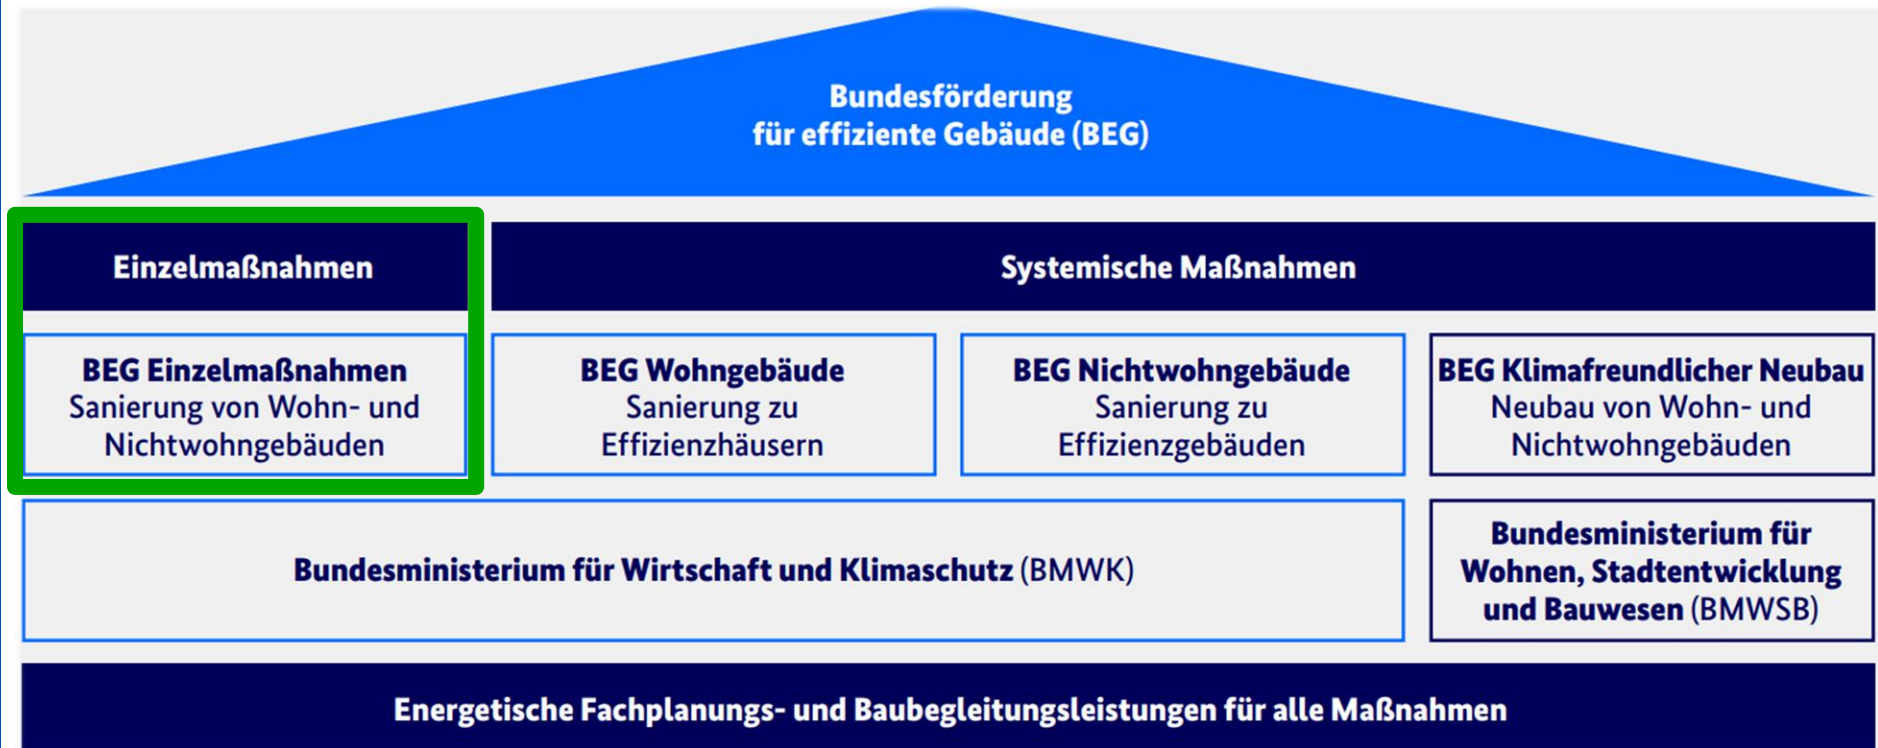 Bundesförderung
für effiziente Gebäude (BEG)
Einzelmaßnahmen
Systemische Maßnahmen
BEG Einzelmaßnahmen
Sanierung von Wohn- und
Nichtwohngebäuden
BEG Wohngebäude
Sanierung zu
Effizienzhäusern
BEG Nichtwohngebäude
Sanierung zu
Effizienzgebäuden
BEG Klimafreundlicher Neubau
Neubau von Wohn- und
Nichtwohngebäuden
Bundesministerium für Wirtschaft und Klimaschutz (BMWK)
Bundesministerium für
Wohnen, Stadtentwicklung
und Bauwesen (BMWSB)
Energetische Fachplanungs- und Baubegleitungsleistungen für alle Maßnahmen